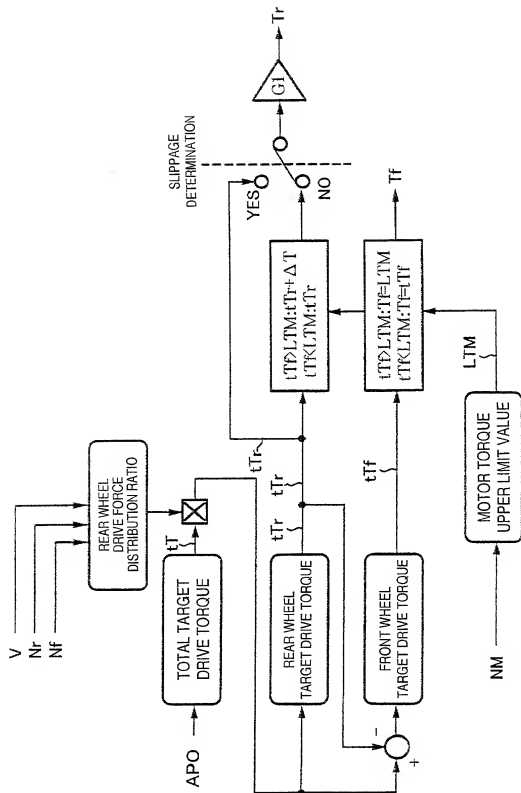 V
Nr
Nf
REAR WHEEL
DRIVE FORCE
DISTRIBUTION RATIO
APO
TOTAL TARGET
DRIVE TORQUE
tT
tTr
SLIPPAGE
DETERMINATION
YES
NO
G1
Tr
REAR WHEEL
TARGET DRIVE TORQUE
tTr
tTr
tTf>LTM:tTr+ΔT
tTf<LTM:tTr
+
-
FRONT WHEEL
TARGET DRIVE TORQUE
tTf
tTf>LTM:Tf=LTM
tTf<LTM:Tf=tTf
Tf
NM
MOTOR TORQUE
UPPER LIMIT VALUE
LTM